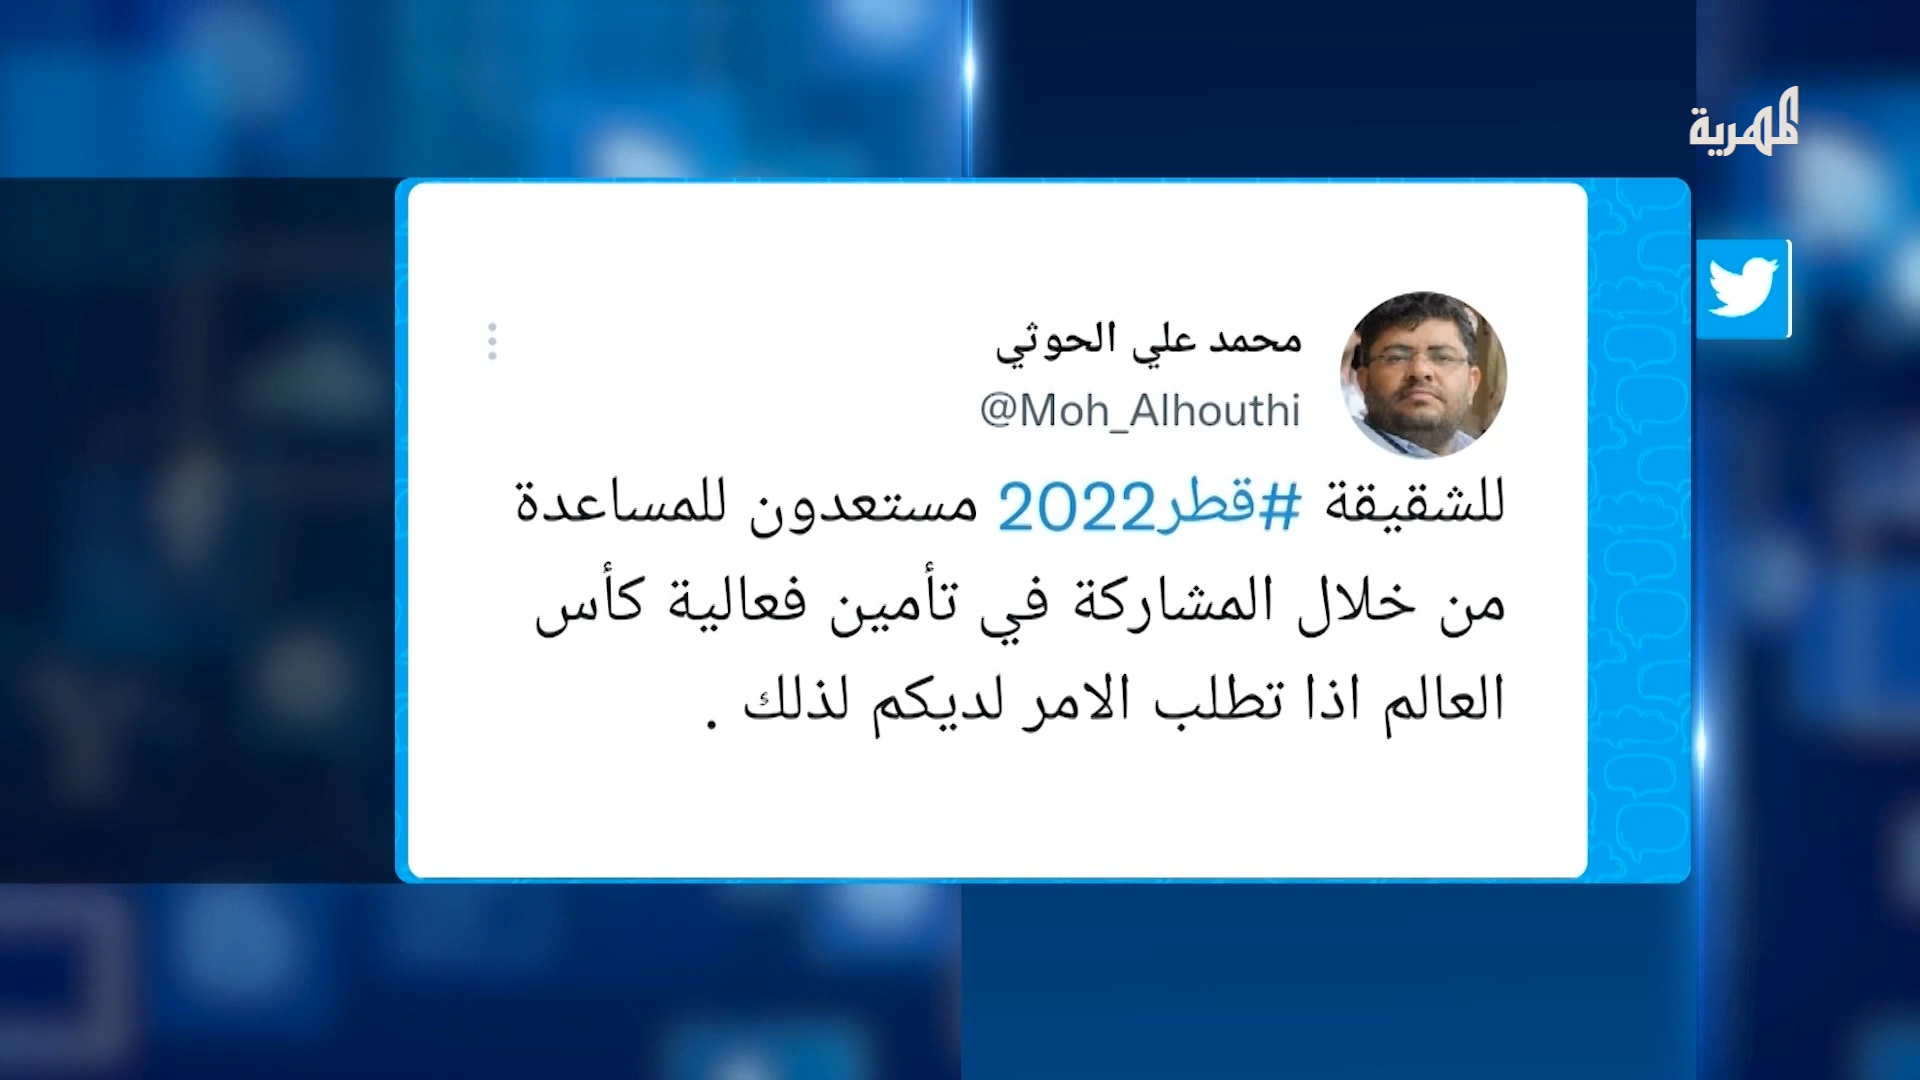 المهرية
محمد علي الحوثي
@Moh_Alhouthi
للشقيقة #قطر2022 مستعدون للمساعدة
من خلال المشاركة في تأمين فعالية كأس
العالم اذا تطلب الامر لديكم لذلك .